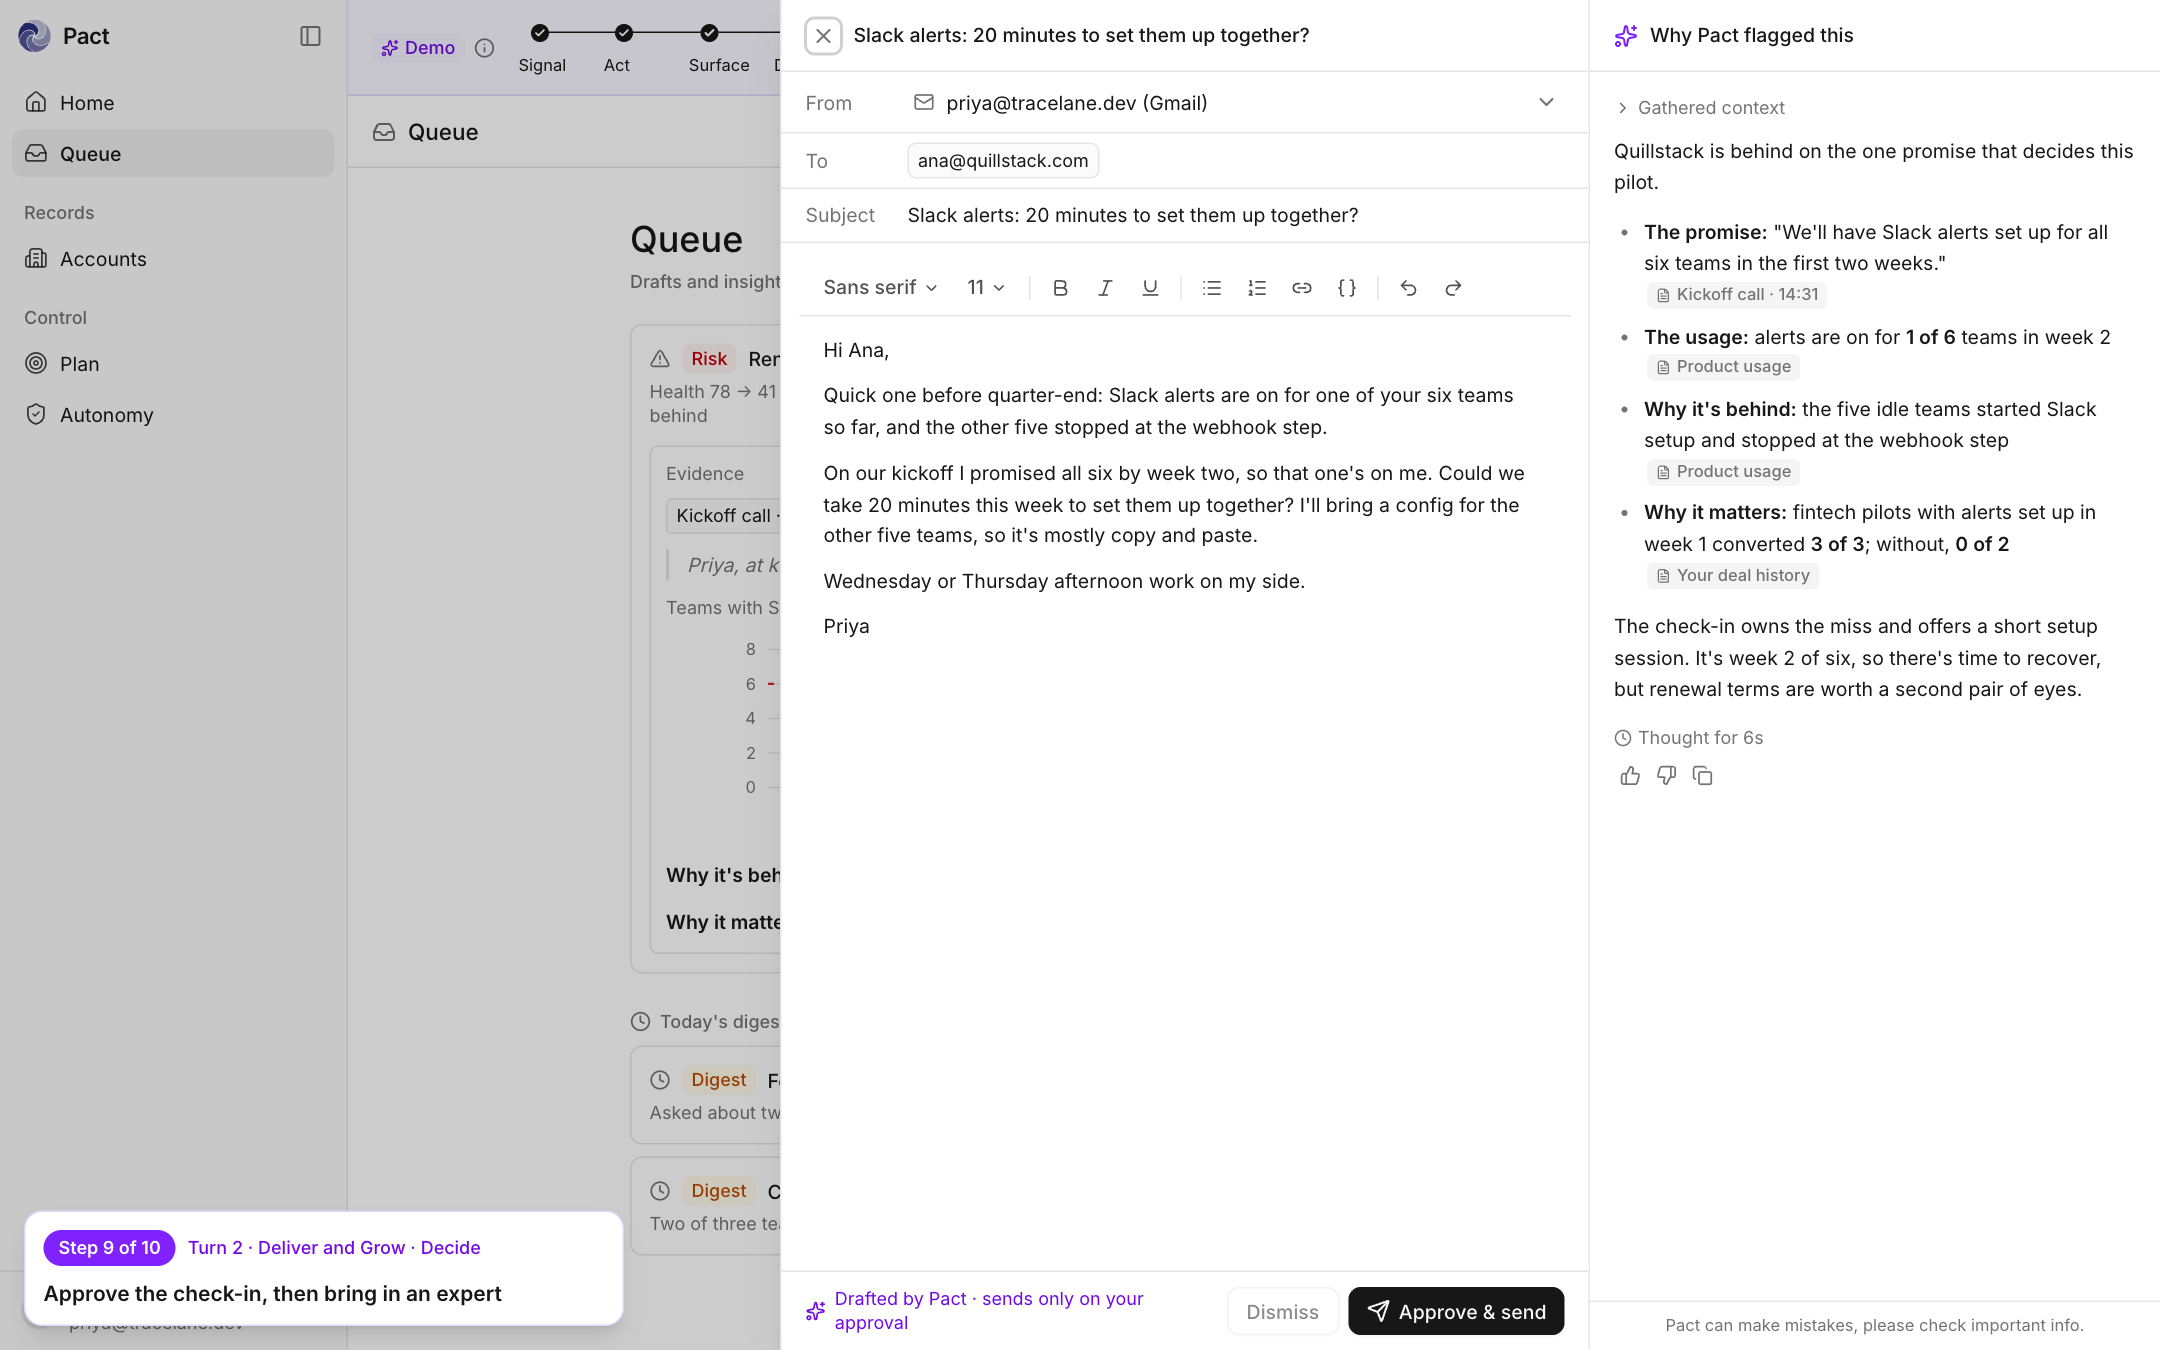 Pact
Home
Queue
Records
Accounts
Control
Plan
Autonomy
Demo
Signal
Act
Surface
Queue
Queue
Drafts and insight
Risk
Health 78 → 41
behind
Evidence
Kickoff call ·
Priya, at k
Teams with S
8
6
4
2
0
Why it's beh
Why it matte
Today's diges
Digest
Asked about tw
Digest
Two of three tea
Step 9 of 10 Turn 2 · Deliver and Grow · Decide
Approve the check-in, then bring in an expert
priya@tracelane.dev
Slack alerts: 20 minutes to set them up together?
From priya@tracelane.dev (Gmail)
To ana@quillstack.com
Subject Slack alerts: 20 minutes to set them up together?
Sans serif 11 B I U
Hi Ana,
Quick one before quarter-end: Slack alerts are on for one of your six teams
so far, and the other five stopped at the webhook step.
On our kickoff I promised all six by week two, so that one's on me. Could we
take 20 minutes this week to set them up together? I'll bring a config for the
other five teams, so it's mostly copy and paste.
Wednesday or Thursday afternoon work on my side.
Priya
Drafted by Pact · sends only on your
approval
Dismiss
Approve & send
Why Pact flagged this
Gathered context
Quillstack is behind on the one promise that decides this
pilot.
• The promise: "We'll have Slack alerts set up for all
six teams in the first two weeks."
Kickoff call · 14:31
• The usage: alerts are on for 1 of 6 teams in week 2
Product usage
• Why it's behind: the five idle teams started Slack
setup and stopped at the webhook step
Product usage
• Why it matters: fintech pilots with alerts set up in
week 1 converted 3 of 3; without, 0 of 2
Your deal history
The check-in owns the miss and offers a short setup
session. It's week 2 of six, so there's time to recover,
but renewal terms are worth a second pair of eyes.
Thought for 6s
Pact can make mistakes, please check important info.